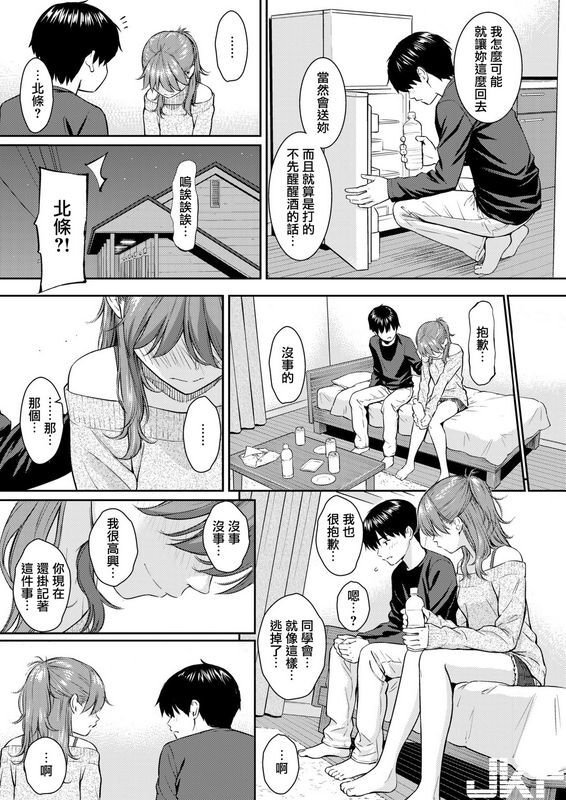 我怎麼可能
就讓妳這麼回去
當然會送妳
而且就算是打的
不先醒醒酒的話…
…
…北條?
嗚誒誒誒…
北條?!
抱歉…
沒事的
…
……那
那個…
我也
很抱歉…
嗯…?
同學會…
就像這樣
逃掉了…
…啊
沒事
沒事…
我很高興…
你現在
還掛記著
這件事…
…
…啊
JKF